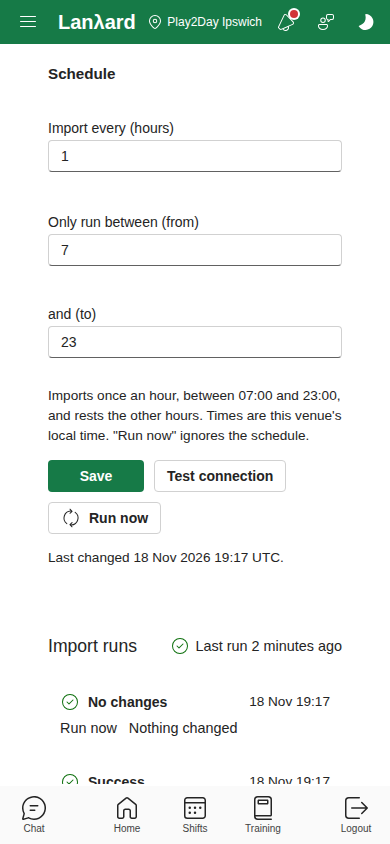 Lanλard Play2Day Ipswich
Schedule
Import every (hours)
1
Only run between (from)
7
and (to)
23
Imports once an hour, between 07:00 and 23:00,
and rests the other hours. Times are this venue's
local time. "Run now" ignores the schedule.
Save Test connection
Run now
Last changed 18 Nov 2026 19:17 UTC.
Import runs Last run 2 minutes ago
No changes 18 Nov 19:17
Run now Nothing changed
Success 18 Nov 19:17
Chat Home Shifts Training Logout